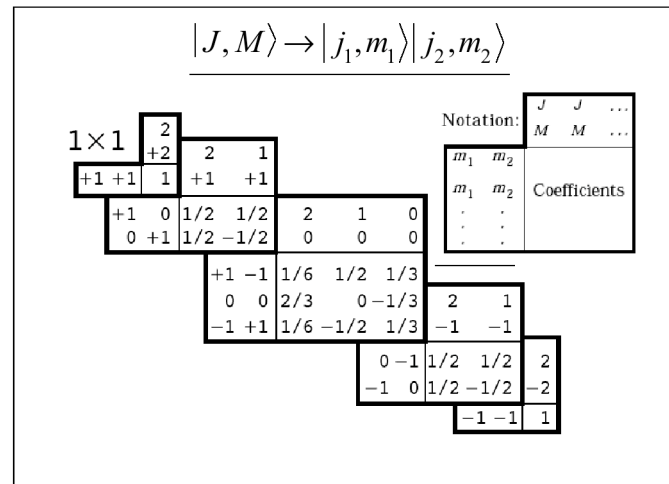 |J, M⟩ → |j₁, m₁⟩|j₂, m₂⟩
1×1
2
+2
+1 +1 1
2 1
+1 +1
+1 0 1/2 1/2
0 +1 1/2 −1/2
2 1 0
0 0 0
+1 −1 1/6 1/2 1/3
0 0 2/3 0 −1/3
−1 +1 1/6 −1/2 1/3
2 1
−1 −1
0 −1 1/2 1/2
−1 0 1/2 −1/2
2
−2
−1 −1 1
Notation:
J J ...
M M ...
m₁ m₂
m₁ m₂ Coefficients
. .
. .
. .